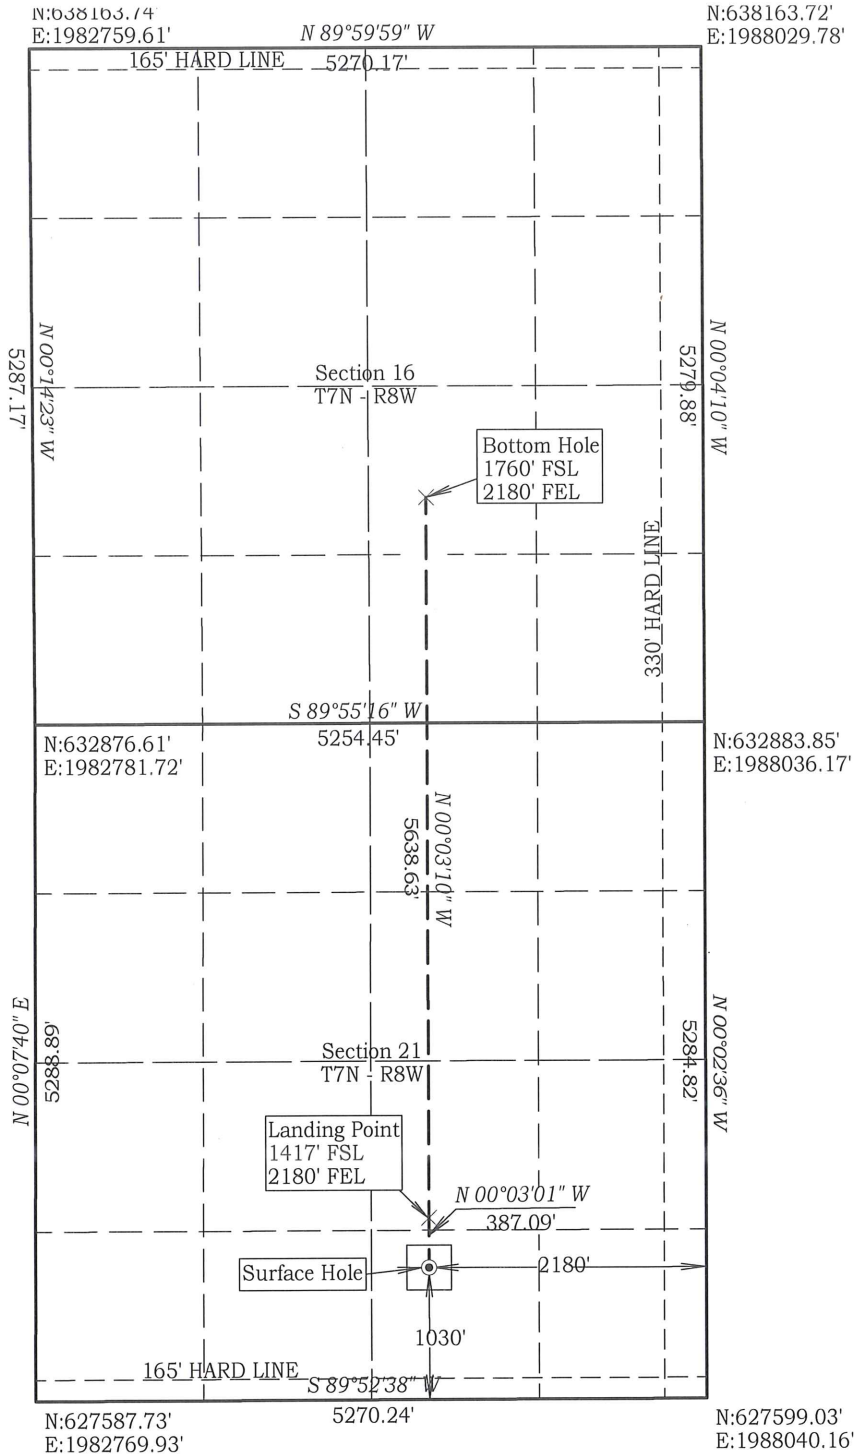 N:638163.74'
E:1982759.61'
N 89°59'59" W
N:638163.72'
E:1988029.78'
165' HARD LINE
5270.17'
N 00°14'23" W
5287.17'
Section 16
T7N - R8W
N 00°04'10" W
5279.88'
Bottom Hole
1760' FSL
2180' FEL
330' HARD LINE
S 89°55'16" W
5254.45'
N:632876.61'
E:1982781.72'
N:632883.85'
E:1988036.17'
N 00°03'10" W
5638.63'
N 00°07'40" E
5288.89'
Section 21
T7N - R8W
N 00°02'36" W
5284.82'
Landing Point
1417' FSL
2180' FEL
N 00°03'01" W
387.09'
Surface Hole
2180'
1030'
165' HARD LINE
S 89°52'38" W
5270.24'
N:627587.73'
E:1982769.93'
N:627599.03'
E:1988040.16'